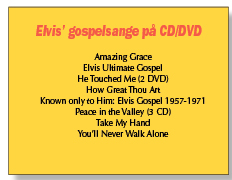 Elvis' gospelsange på CD/DVD
Amazing Grace
Elvis Ultimate Gospel
He Touched Me (2 DVD)
How Great Thou Art
Known only to Him: Elvis Gospel 1957-1971
Peace in the Valley (3 CD)
Take My Hand
You'll Never Walk Alone